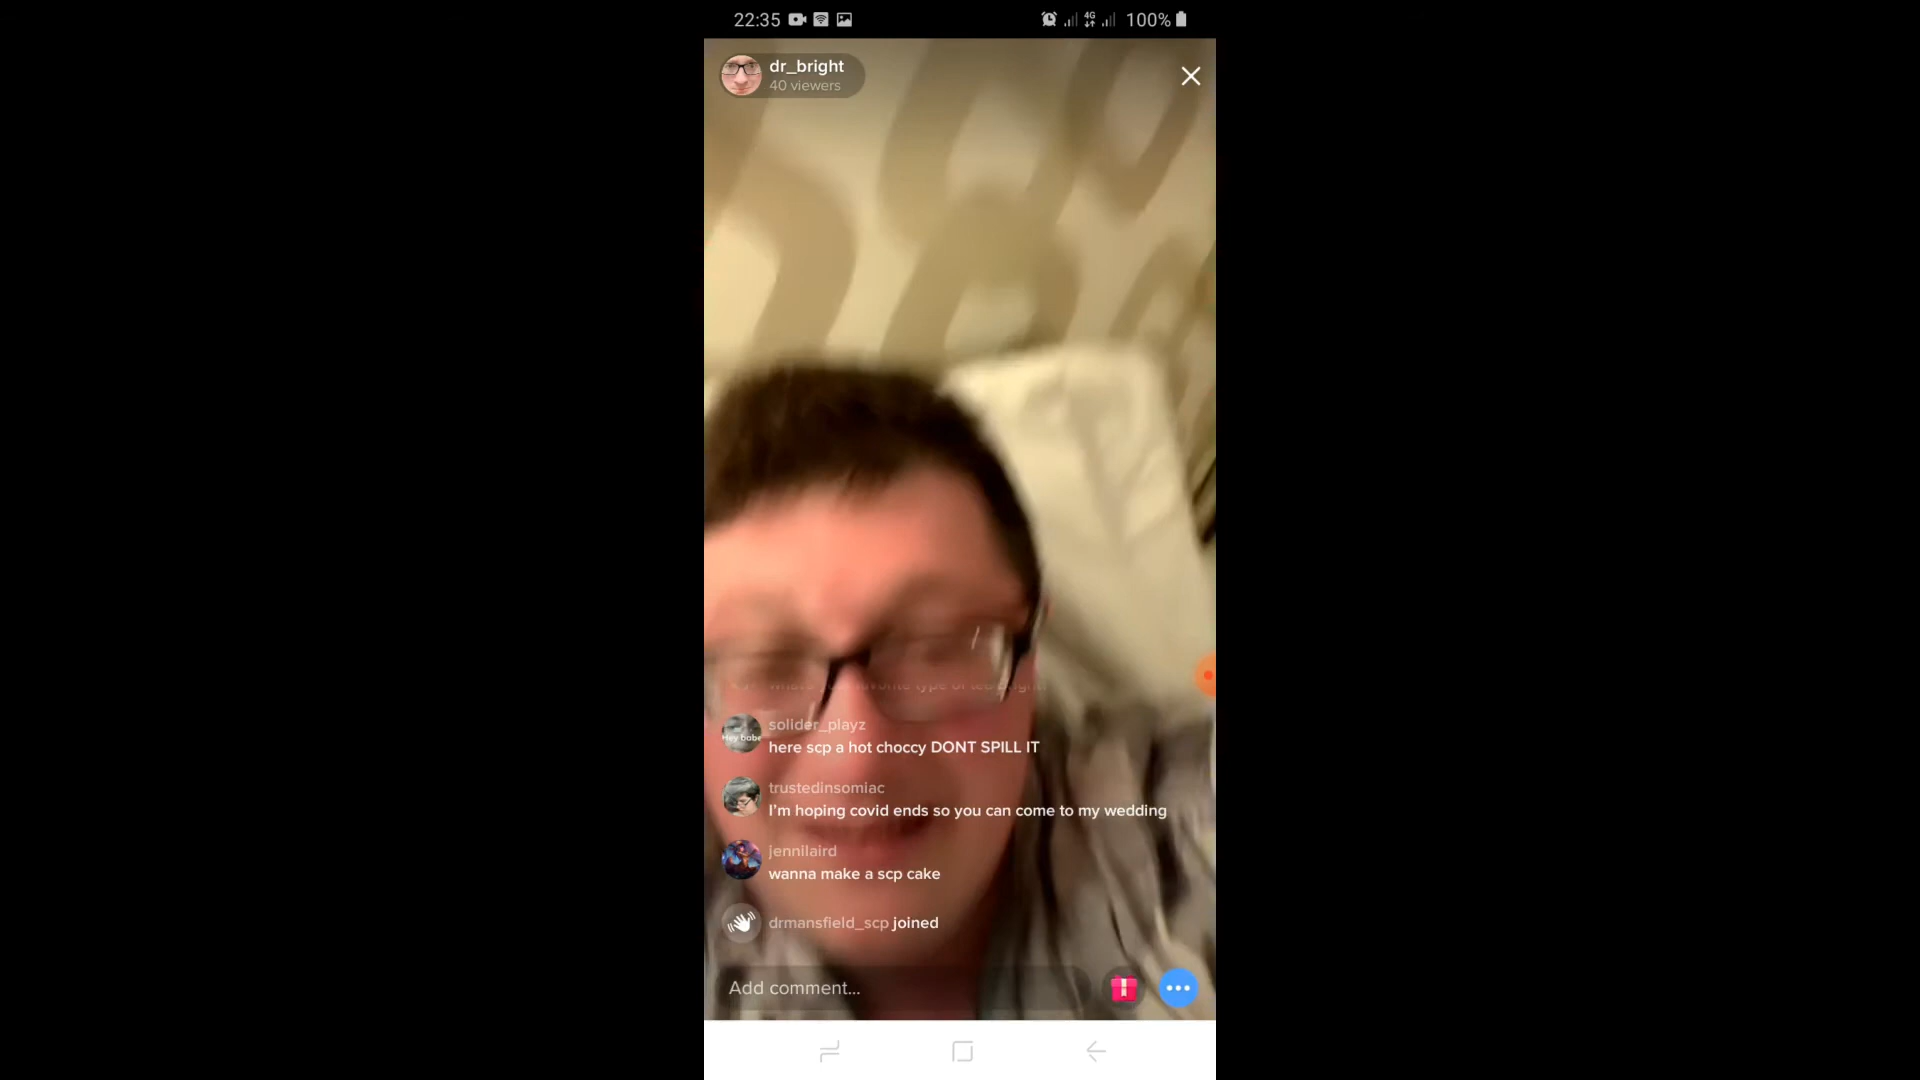 22:35
4G
100%
dr_bright
40 viewers
solider_playz
here scp a hot choccy DONT SPILL IT
trustedinsomiac
I'm hoping covid ends so you can come to my wedding
jennilaird
wanna make a scp cake
drmansfield_scp joined
Add comment...